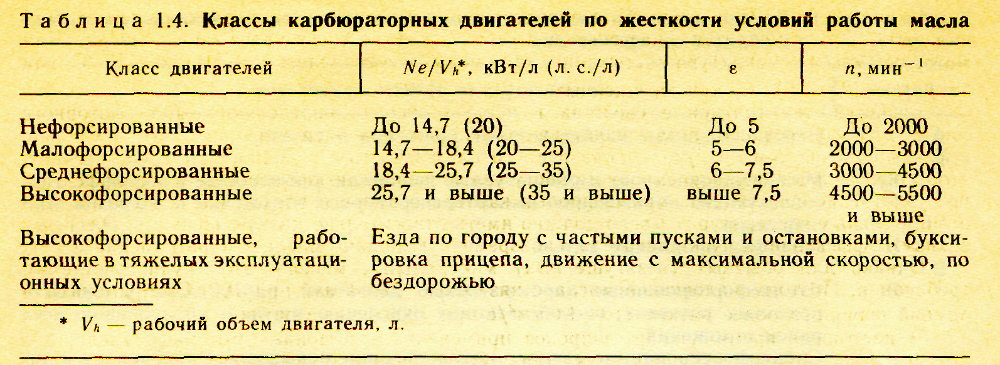 Таблица 1.4. Классы карбюраторных двигателей по жесткости условий работы масла
Класс двигателей Ne/Vh*, кВт/л (л. с./л) ε n, мин⁻¹
Нефорсированные До 14,7 (20) До 5 До 2000
Малофорсированные 14,7—18,4 (20—25) 5—6 2000—3000
Среднефорсированные 18,4—25,7 (25—35) 6—7,5 3000—4500
Высокофорсированные 25,7 и выше (35 и выше) выше 7,5 4500—5500
и выше
Высокофорсированные, рабо- Езда по городу с частыми пусками и остановками, букси-
тающие в тяжелых эксплуатаци- ровка прицепа, движение с максимальной скоростью, по
онных условиях бездорожью
* Vh — рабочий объем двигателя, л.